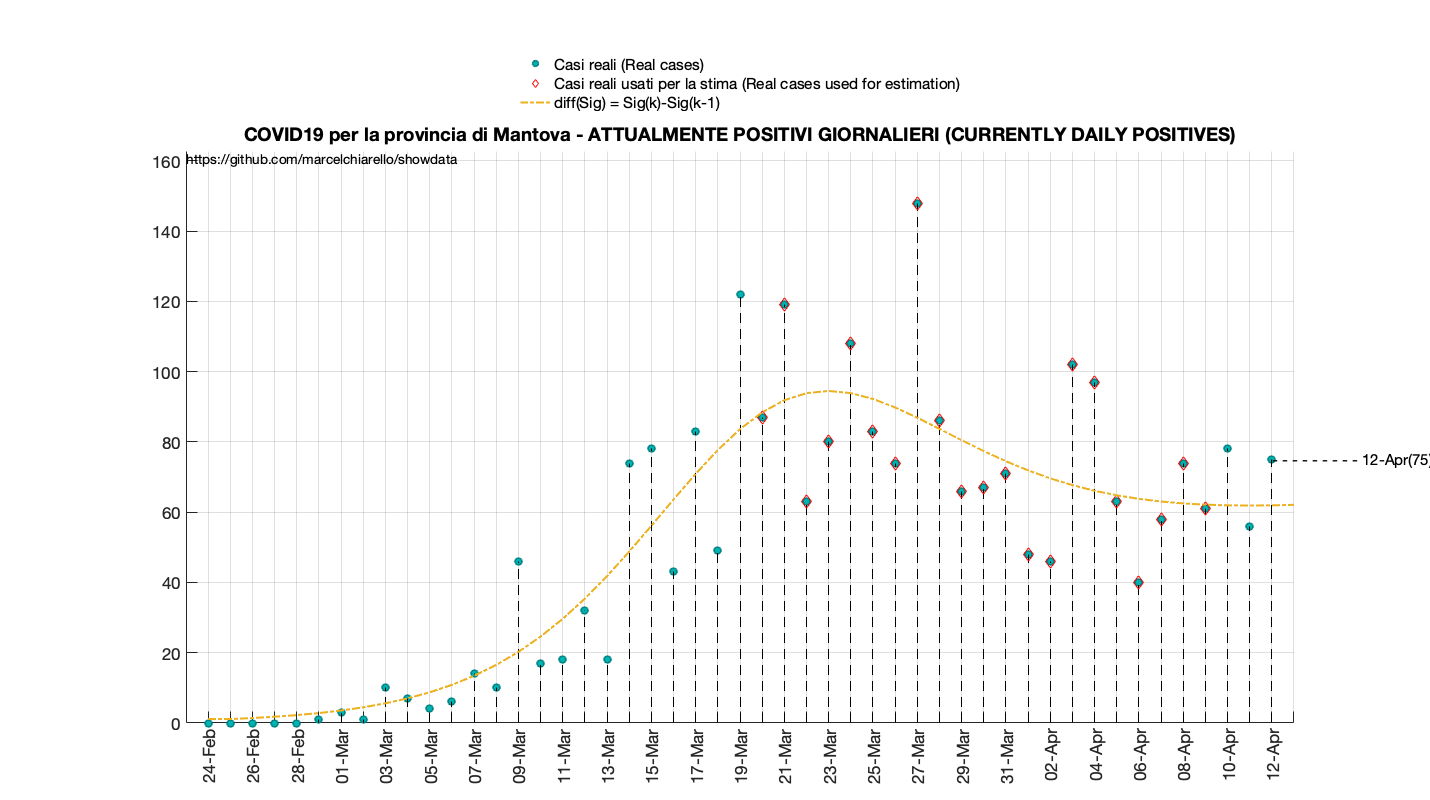 Casi reali (Real cases)
Casi reali usati per la stima (Real cases used for estimation)
diff(Sig) = Sig(k)-Sig(k-1)
COVID19 per la provincia di Mantova - ATTUALMENTE POSITIVI GIORNALIERI (CURRENTLY DAILY POSITIVES)
https://github.com/marcelchiarello/showdata
160
140
120
100
80
60
40
20
0
12-Apr(75)
24-Feb
26-Feb
28-Feb
01-Mar
03-Mar
05-Mar
07-Mar
09-Mar
11-Mar
13-Mar
15-Mar
17-Mar
19-Mar
21-Mar
23-Mar
25-Mar
27-Mar
29-Mar
31-Mar
02-Apr
04-Apr
06-Apr
08-Apr
10-Apr
12-Apr